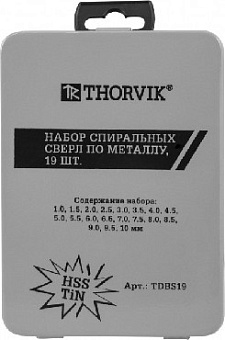 THORVIK®
НАБОР СПИРАЛЬНЫХ
СВЕРЛ ПО МЕТАЛЛУ,
19 ШТ.
Содержание набора:
1.0, 1.5, 2.0, 2.5, 3.0, 3.5, 4.0, 4.5,
5.0, 5.5, 6.0, 6.5, 7.0, 7.5, 8.0, 8.5,
9.0, 9.5, 10 мм
HSS
TiN
Арт.: TDBS19